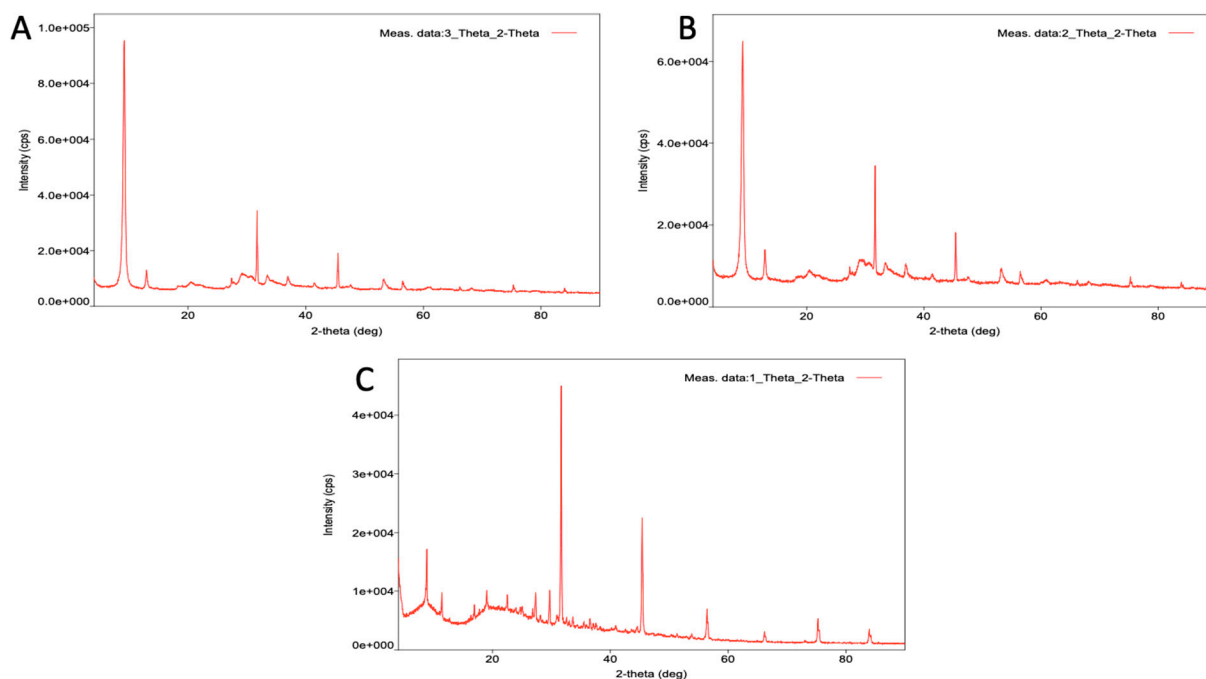 A
Meas. data:3_Theta_2-Theta
1.0e+005
8.0e+004
6.0e+004
4.0e+004
2.0e+004
0.0e+000
Intensity (cps)
20 40 60 80
2-theta (deg)
B
Meas. data:2_Theta_2-Theta
6.0e+004
4.0e+004
2.0e+004
0.0e+000
Intensity (cps)
20 40 60 80
2-theta (deg)
C
Meas. data:1_Theta_2-Theta
4e+004
3e+004
2e+004
1e+004
0e+000
Intensity (cps)
20 40 60 80
2-theta (deg)